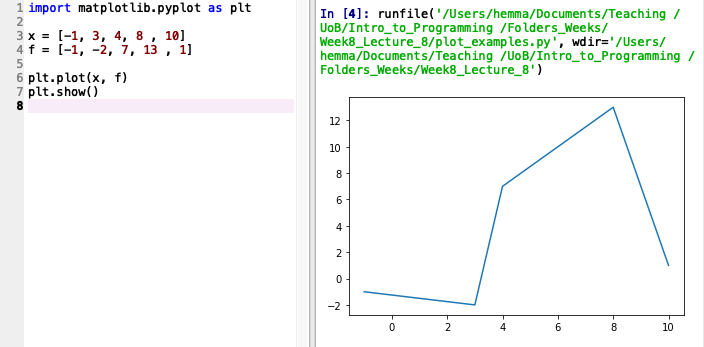 1 import matplotlib.pyplot as plt
2
3 x = [-1, 3, 4, 8 , 10]
4 f = [-1, -2, 7, 13 , 1]
5
6 plt.plot(x, f)
7 plt.show()
8
In [4]: runfile('/Users/hemma/Documents/Teaching /
UoB/Intro_to_Programming /Folders_Weeks/
Week8_Lecture_8/plot_examples.py', wdir='/Users/
hemma/Documents/Teaching /UoB/Intro_to_Programming /
Folders_Weeks/Week8_Lecture_8')
12
10
8
6
4
2
0
−2
0 2 4 6 8 10